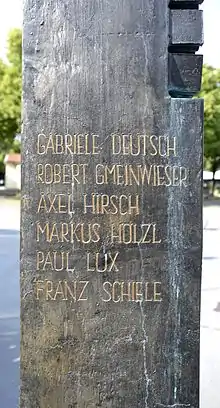 GABRIELE DEUTSCH
ROBERT GMEINWIESER
AXEL HIRSCH
MARKUS HÖLZL
PAUL LUX
FRANZ SCHIELE